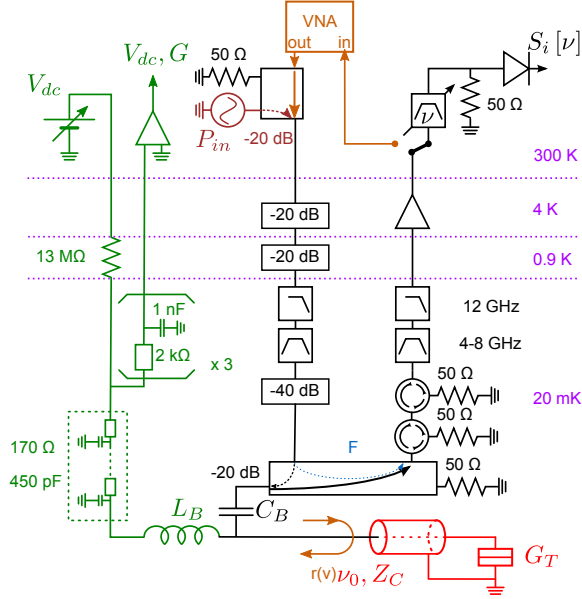 VNA
out in
50 Ω
V_dc, G
S_i [ν]
V_dc
ν
50 Ω
P_in
-20 dB
300 K
-20 dB
4 K
13 MΩ
-20 dB
0.9 K
1 nF
12 GHz
2 kΩ
x 3
4-8 GHz
50 Ω
-40 dB
20 mK
50 Ω
170 Ω
F
-20 dB
50 Ω
450 pF
L_B
C_B
r(ν)ν_0, Z_C
G_T